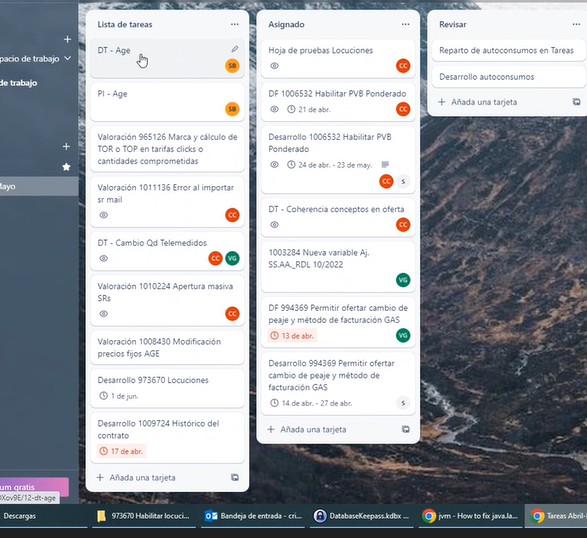 pacio de trabajo
de trabajo
Mayo
um gratis
0Xov9E/12-dt-age
Lista de tareas
DT - Age
SB
PI - Age
SB
Valoración 965126 Marca y cálculo de
TOR o TOP en tarifas clicks o
cantidades comprometidas
Valoración 1011136 Error al importar
sr mail
CC
DT - Cambio Qd Telemedidos
CC VG
Valoración 1010224 Apertura masiva
SRs
CC
Valoración 1008430 Modificación
precios fijos AGE
Desarrollo 973670 Locuciones
1 de jun.
Desarrollo 1009724 Histórico del
contrato
17 de abr.
Añada una tarjeta
Asignado
Hoja de pruebas Locuciones
CC
DF 1006532 Habilitar PVB Ponderado
21 de abr.
CC
Desarrollo 1006532 Habilitar PVB
Ponderado
24 de abr. - 23 de may.
CC S
DT - Coherencia conceptos en oferta
CC
1003284 Nueva variable Aj.
SS.AA._RDL 10/2022
VG
DF 994369 Permitir ofertar cambio de
peaje y método de facturación GAS
13 de abr.
VG
Desarrollo 994369 Permitir ofertar
cambio de peaje y método de
facturación GAS
14 de abr. - 27 de abr.
S
Añada una tarjeta
Revisar
Reparto de autoconsumos en Tareas
Desarrollo autoconsumos
Añada una tarjeta
Descargas
973670 Habilitar locuci...
Bandeja de entrada - cri...
DatabaseKeepass.kdbx ...
jvm - How to fix java.la...
Tareas Abril-